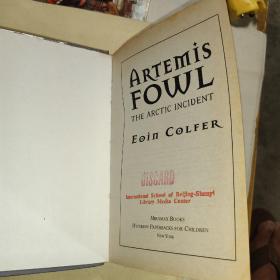 ARTEMIS
FOWL
THE ARCTIC INCIDENT
EOIN COLFER
DISCARD
International School of Beijing-Shunyi
Library Media Center
MIRAMAX BOOKS
HYPERION PAPERBACKS FOR CHILDREN
NEW YORK